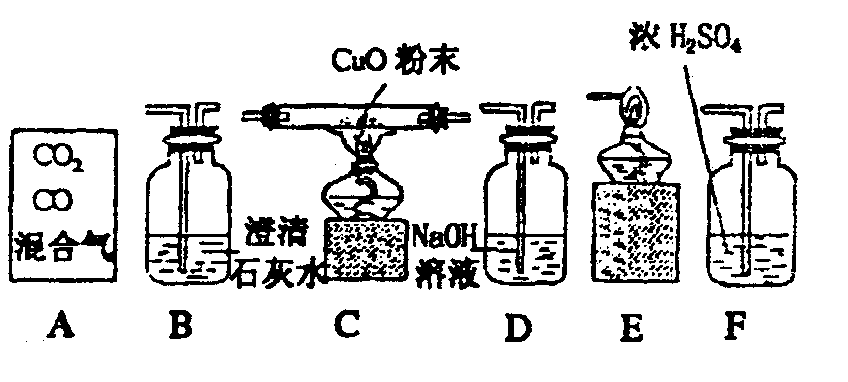 浓 H₂SO₄
CuO 粉末
CO₂
CO
混合气
澄清
石灰水
NaOH
溶液
A B C D E F